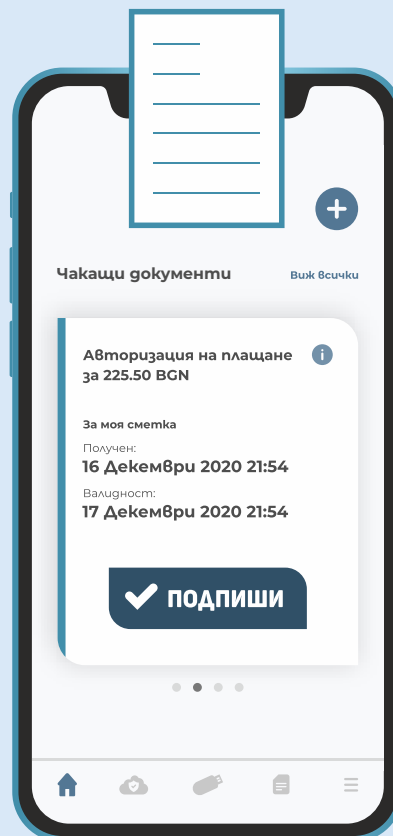 Чакащи документи
Виж всички
Авторизация на плащане
за 225.50 BGN
За моя сметка
Получен:
16 Декември 2020 21:54
Валидност:
17 Декември 2020 21:54
ПОДПИШИ